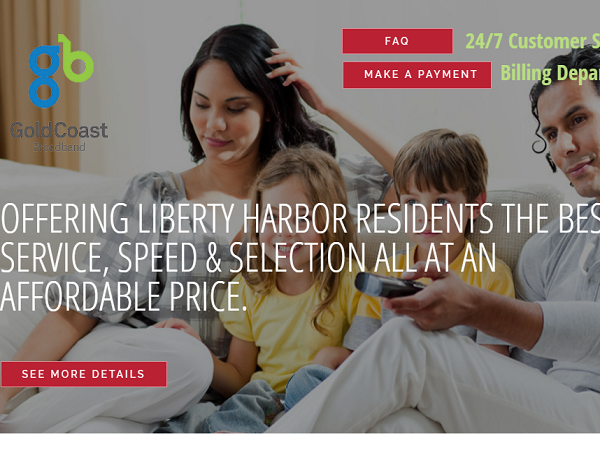 FAQ
24/7 Customer S
MAKE A PAYMENT
Billing Depa
gb
GoldCoast
Broadband
OFFERING LIBERTY HARBOR RESIDENTS THE BES
SERVICE, SPEED & SELECTION ALL AT AN
AFFORDABLE PRICE.
SEE MORE DETAILS